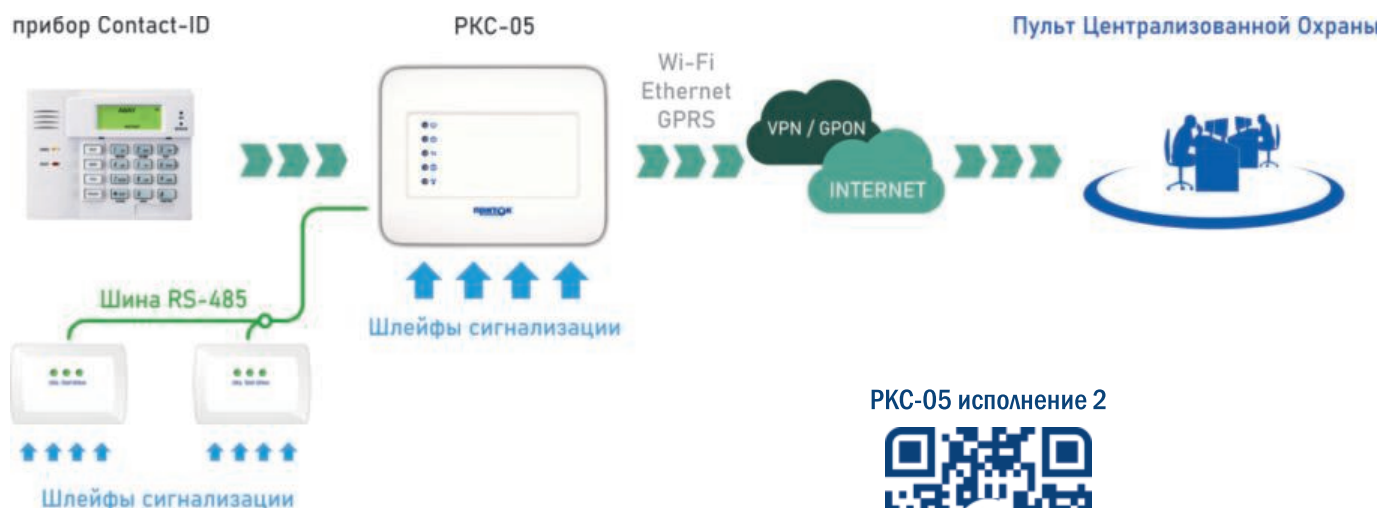 прибор Contact-ID
РКС-05
Пульт Централизованной Охраны
Wi-Fi
Ethernet
GPRS
VPN / GPON
INTERNET
ПРИТОК
Шина RS-485
Шлейфы сигнализации
Шлейфы сигнализации
РКС-05 исполнение 2